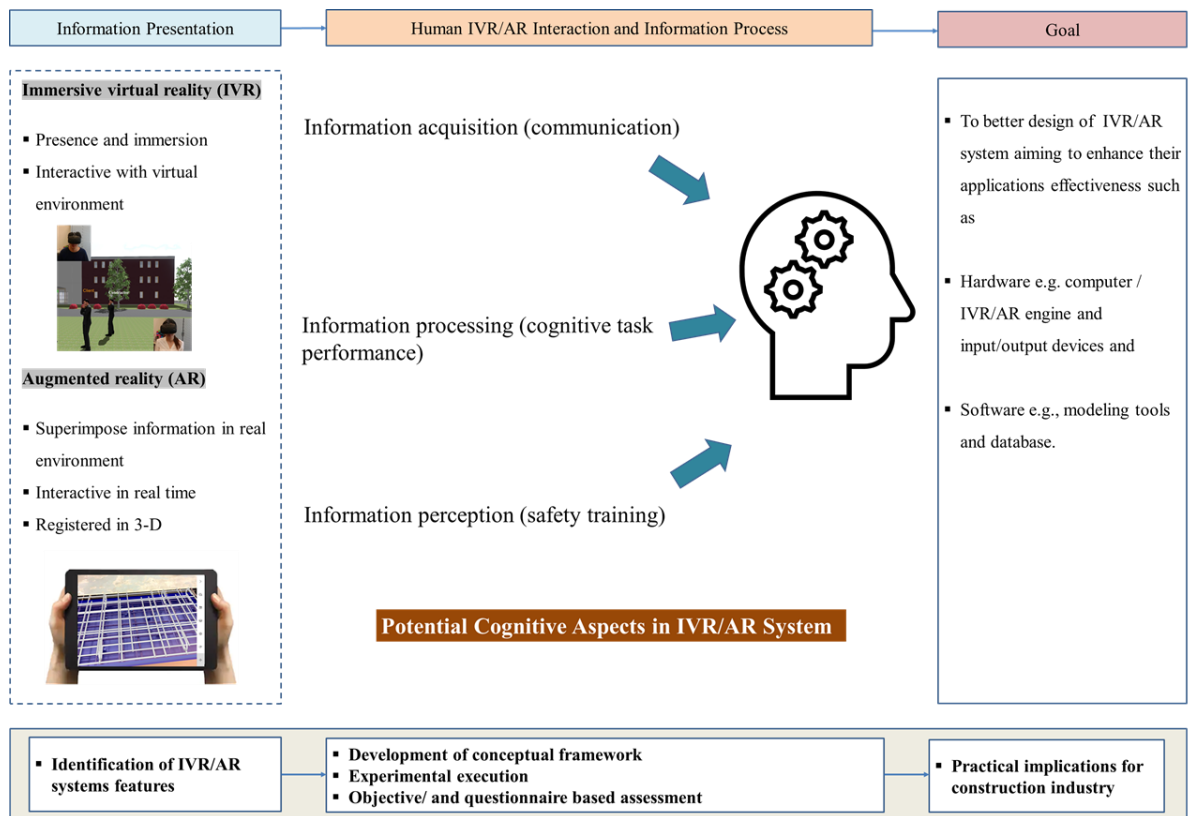 Information Presentation
Human IVR/AR Interaction and Information Process
Goal
Immersive virtual reality (IVR)
▪ Presence and immersion
▪ Interactive with virtual
environment
Augmented reality (AR)
▪ Superimpose information in real
environment
▪ Interactive in real time
▪ Registered in 3-D
Information acquisition (communication)
Information processing (cognitive task
performance)
Information perception (safety training)
Potential Cognitive Aspects in IVR/AR System
▪ To better design of IVR/AR
system aiming to enhance their
applications effectiveness such
as
▪ Hardware e.g. computer /
IVR/AR engine and
input/output devices and
▪ Software e.g., modeling tools
and database.
▪ Identification of IVR/AR
systems features
▪ Development of conceptual framework
▪ Experimental execution
▪ Objective/ and questionnaire based assessment
▪ Practical implications for
construction industry